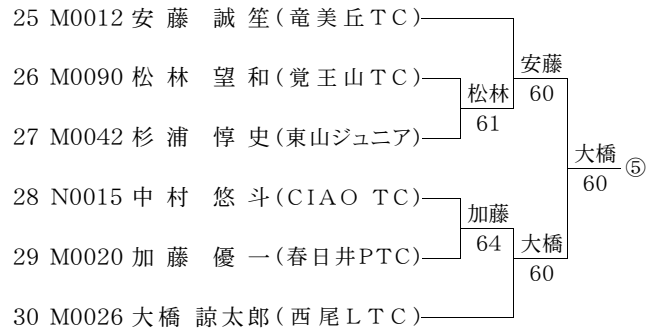 25 M0012 安 藤 誠 笙(竜美丘TC)
26 M0090 松 林 望 和(覚王山TC)
27 M0042 杉 浦 惇 史(東山ジュニア)
28 N0015 中 村 悠 斗(CIAO TC)
29 M0020 加 藤 優 一(春日井PTC)
30 M0026 大 橋 諒太郎(西尾LTC)
松林
61
加藤
64
安藤
60
大橋
60
大橋
60
⑤